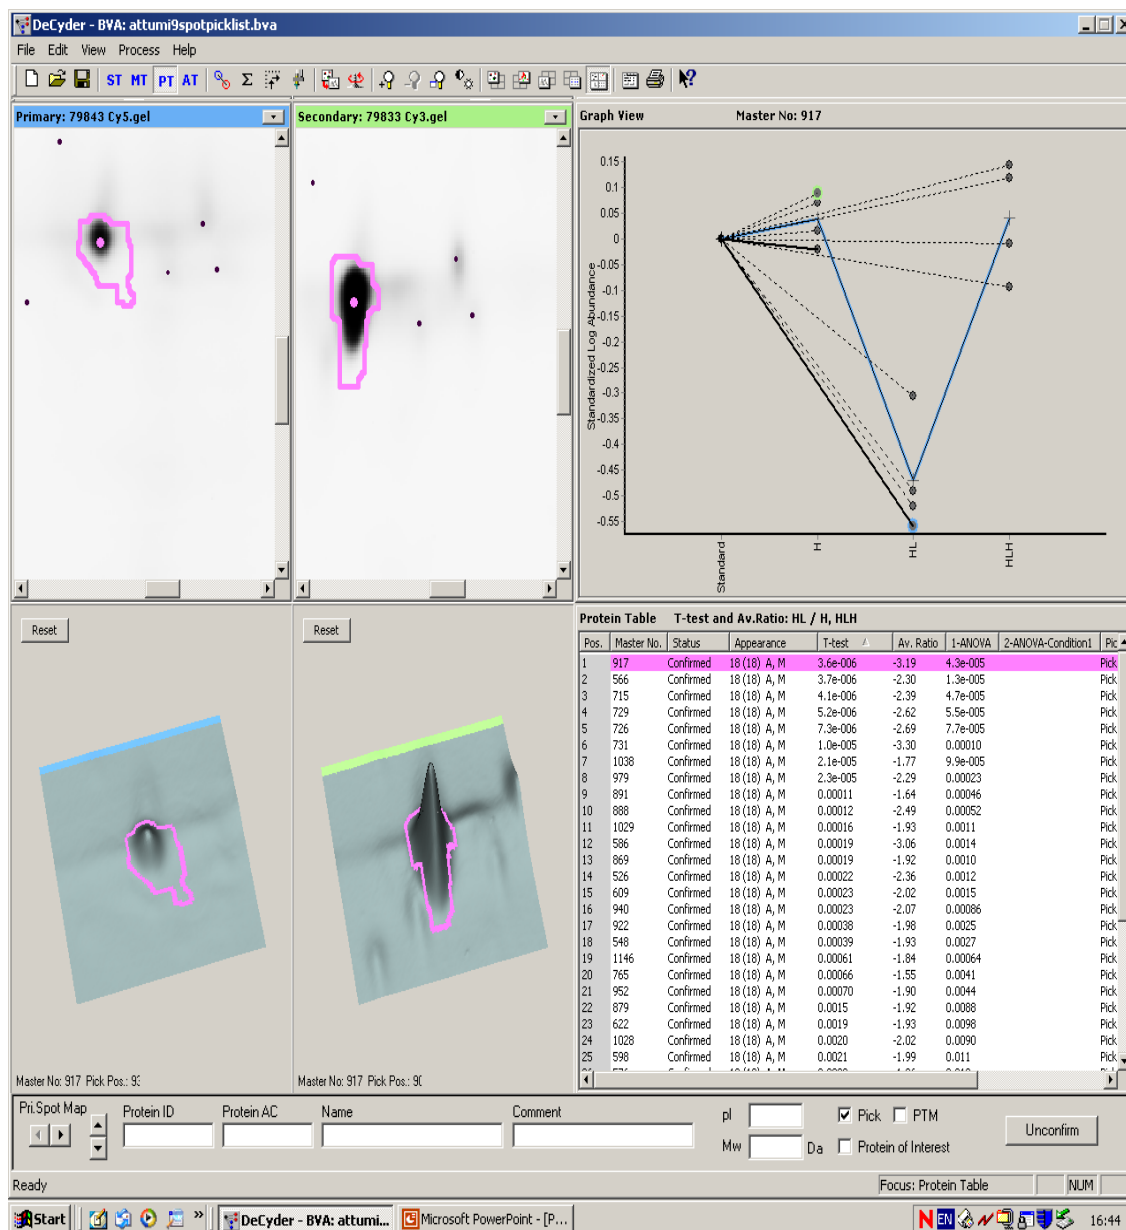 DeCyder - BVA: attumi9spotpicklist.bva
File Edit View Process Help
ST MT PT AT Σ
Primary: 79843 Cy5.gel
Secondary: 79833 Cy3.gel
Graph View Master No: 917
Standardized Log Abundance
0.15
0.1
0.05
0
-0.05
-0.1
-0.15
-0.2
-0.25
-0.3
-0.35
-0.4
-0.45
-0.5
-0.55
Standard
H
HL
HLH
Reset
Reset
Master No: 917 Pick Pos.: 93
Master No: 917 Pick Pos.: 90
Protein Table T-test and Av.Ratio: HL / H, HLH
Pos. Master No. Status Appearance T-test Av. Ratio 1-ANOVA 2-ANOVA-Condition1 Pic
1 917 Confirmed 18 (18) A, M 3.6e-006 -3.19 4.3e-005 Pick
2 566 Confirmed 18 (18) A, M 3.7e-006 -2.30 1.3e-005 Pick
3 715 Confirmed 18 (18) A, M 4.1e-006 -2.39 4.7e-005 Pick
4 729 Confirmed 18 (18) A, M 5.2e-006 -2.62 5.5e-005 Pick
5 726 Confirmed 18 (18) A, M 7.3e-006 -2.69 7.7e-005 Pick
6 731 Confirmed 18 (18) A, M 1.0e-005 -3.30 0.00010 Pick
7 1038 Confirmed 18 (18) A, M 2.1e-005 -1.77 9.9e-005 Pick
8 979 Confirmed 18 (18) A, M 2.3e-005 -2.29 0.00023 Pick
9 891 Confirmed 18 (18) A, M 0.00011 -1.64 0.00046 Pick
10 888 Confirmed 18 (18) A, M 0.00012 -2.49 0.00052 Pick
11 1029 Confirmed 18 (18) A, M 0.00016 -1.93 0.0011 Pick
12 586 Confirmed 18 (18) A, M 0.00019 -3.06 0.0014 Pick
13 869 Confirmed 18 (18) A, M 0.00019 -1.92 0.0010 Pick
14 526 Confirmed 18 (18) A, M 0.00022 -2.36 0.0012 Pick
15 609 Confirmed 18 (18) A, M 0.00023 -2.02 0.0015 Pick
16 940 Confirmed 18 (18) A, M 0.00023 -2.07 0.00086 Pick
17 922 Confirmed 18 (18) A, M 0.00038 -1.98 0.0025 Pick
18 548 Confirmed 18 (18) A, M 0.00039 -1.93 0.0027 Pick
19 1146 Confirmed 18 (18) A, M 0.00061 -1.84 0.00064 Pick
20 765 Confirmed 18 (18) A, M 0.00066 -1.55 0.0041 Pick
21 952 Confirmed 18 (18) A, M 0.00070 -1.90 0.0044 Pick
22 879 Confirmed 18 (18) A, M 0.0015 -1.92 0.0088 Pick
23 622 Confirmed 18 (18) A, M 0.0019 -1.93 0.0098 Pick
24 1028 Confirmed 18 (18) A, M 0.0020 -2.02 0.0090 Pick
25 598 Confirmed 18 (18) A, M 0.0021 -1.99 0.011 Pick
Pri.Spot Map Protein ID Protein AC Name Comment pI Pick PTM
Mw Da Protein of Interest Unconfirm
Ready Focus: Protein Table NUM
Start » DeCyder - BVA: attumi... Microsoft PowerPoint - [P... N EN 16:44